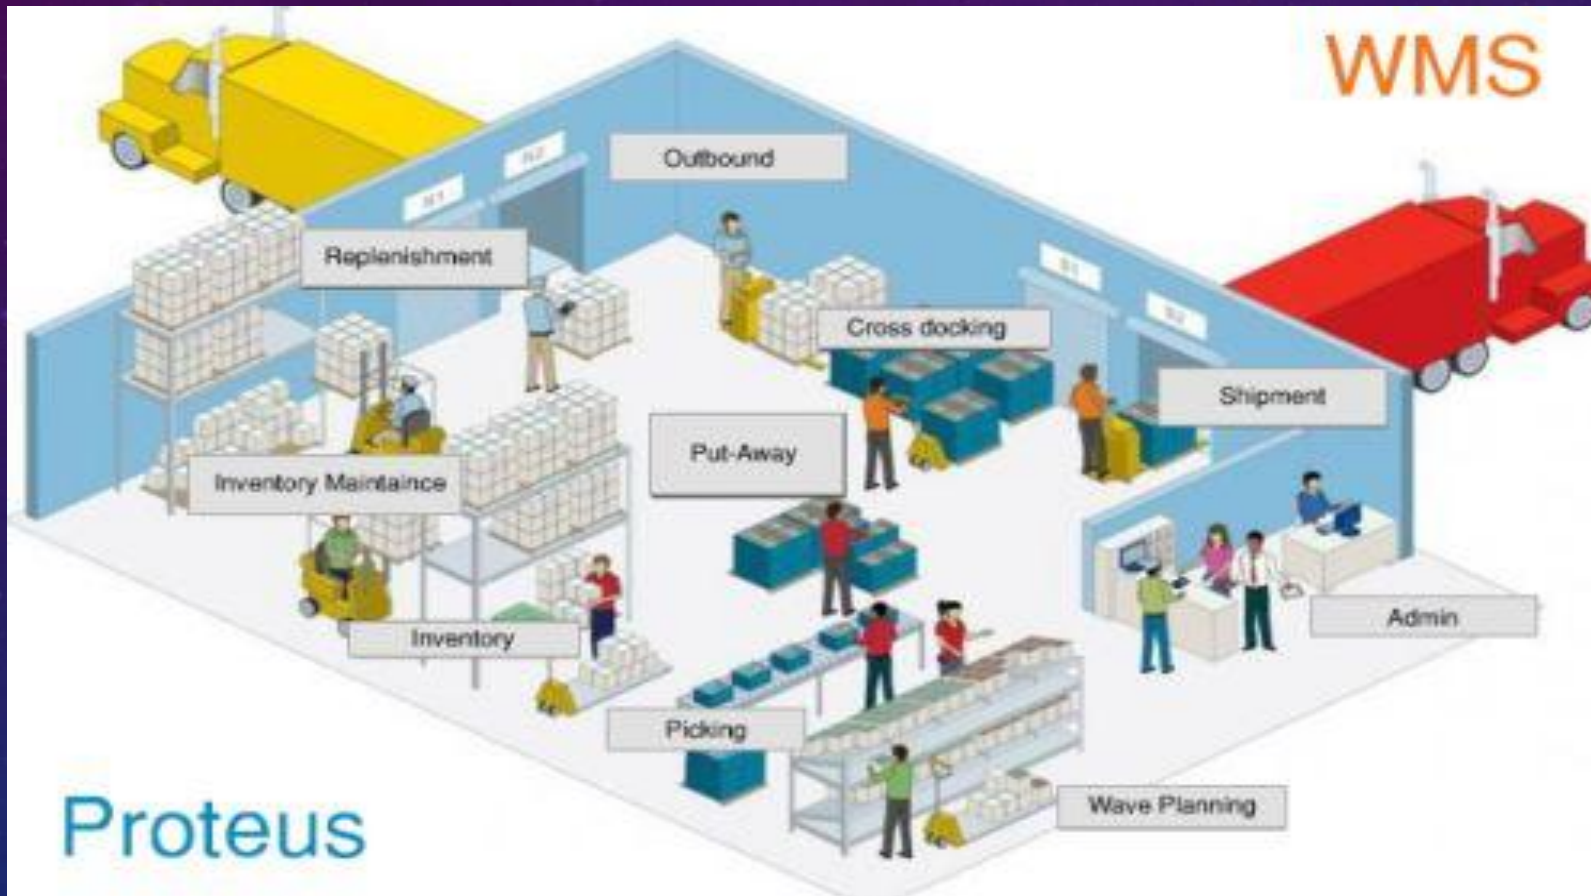 WMS
Outbound
Replenishment
Cross docking
Shipment
Put-Away
Inventory Maintaince
Admin
Inventory
Picking
Wave Planning
Proteus